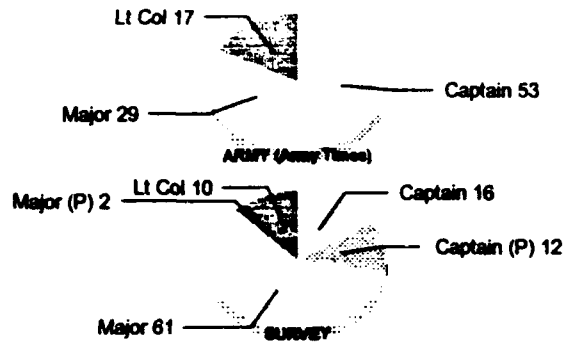 Lt Col 17
Captain 53
Major 29
ARMY (Army Times)
Lt Col 10
Captain 16
Major (P) 2
Captain (P) 12
Major 61
SURVEY